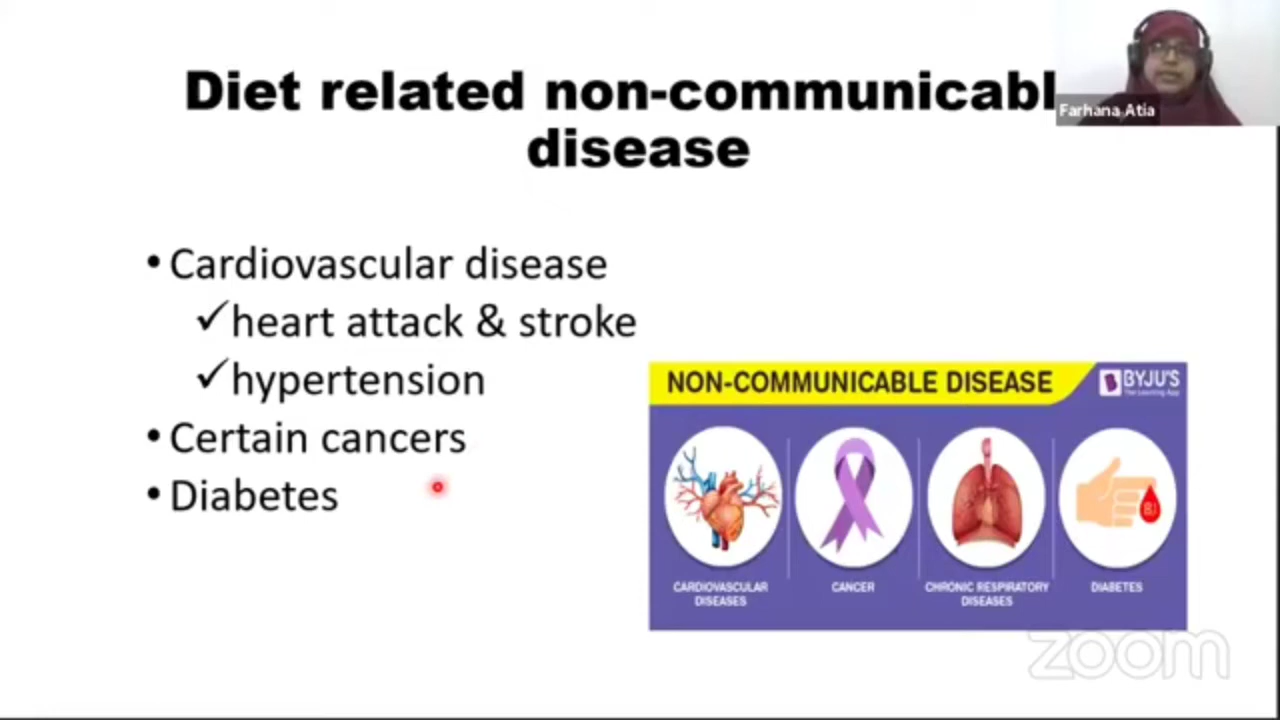 Diet related non-communicabl
disease
Farhana Atia
• Cardiovascular disease
✓heart attack & stroke
✓hypertension
• Certain cancers
• Diabetes
NON-COMMUNICABLE DISEASE
BYJU'S
The Learning App
CARDIOVASCULAR
DISEASES
CANCER
CHRONIC RESPIRATORY
DISEASES
DIABETES
zoom